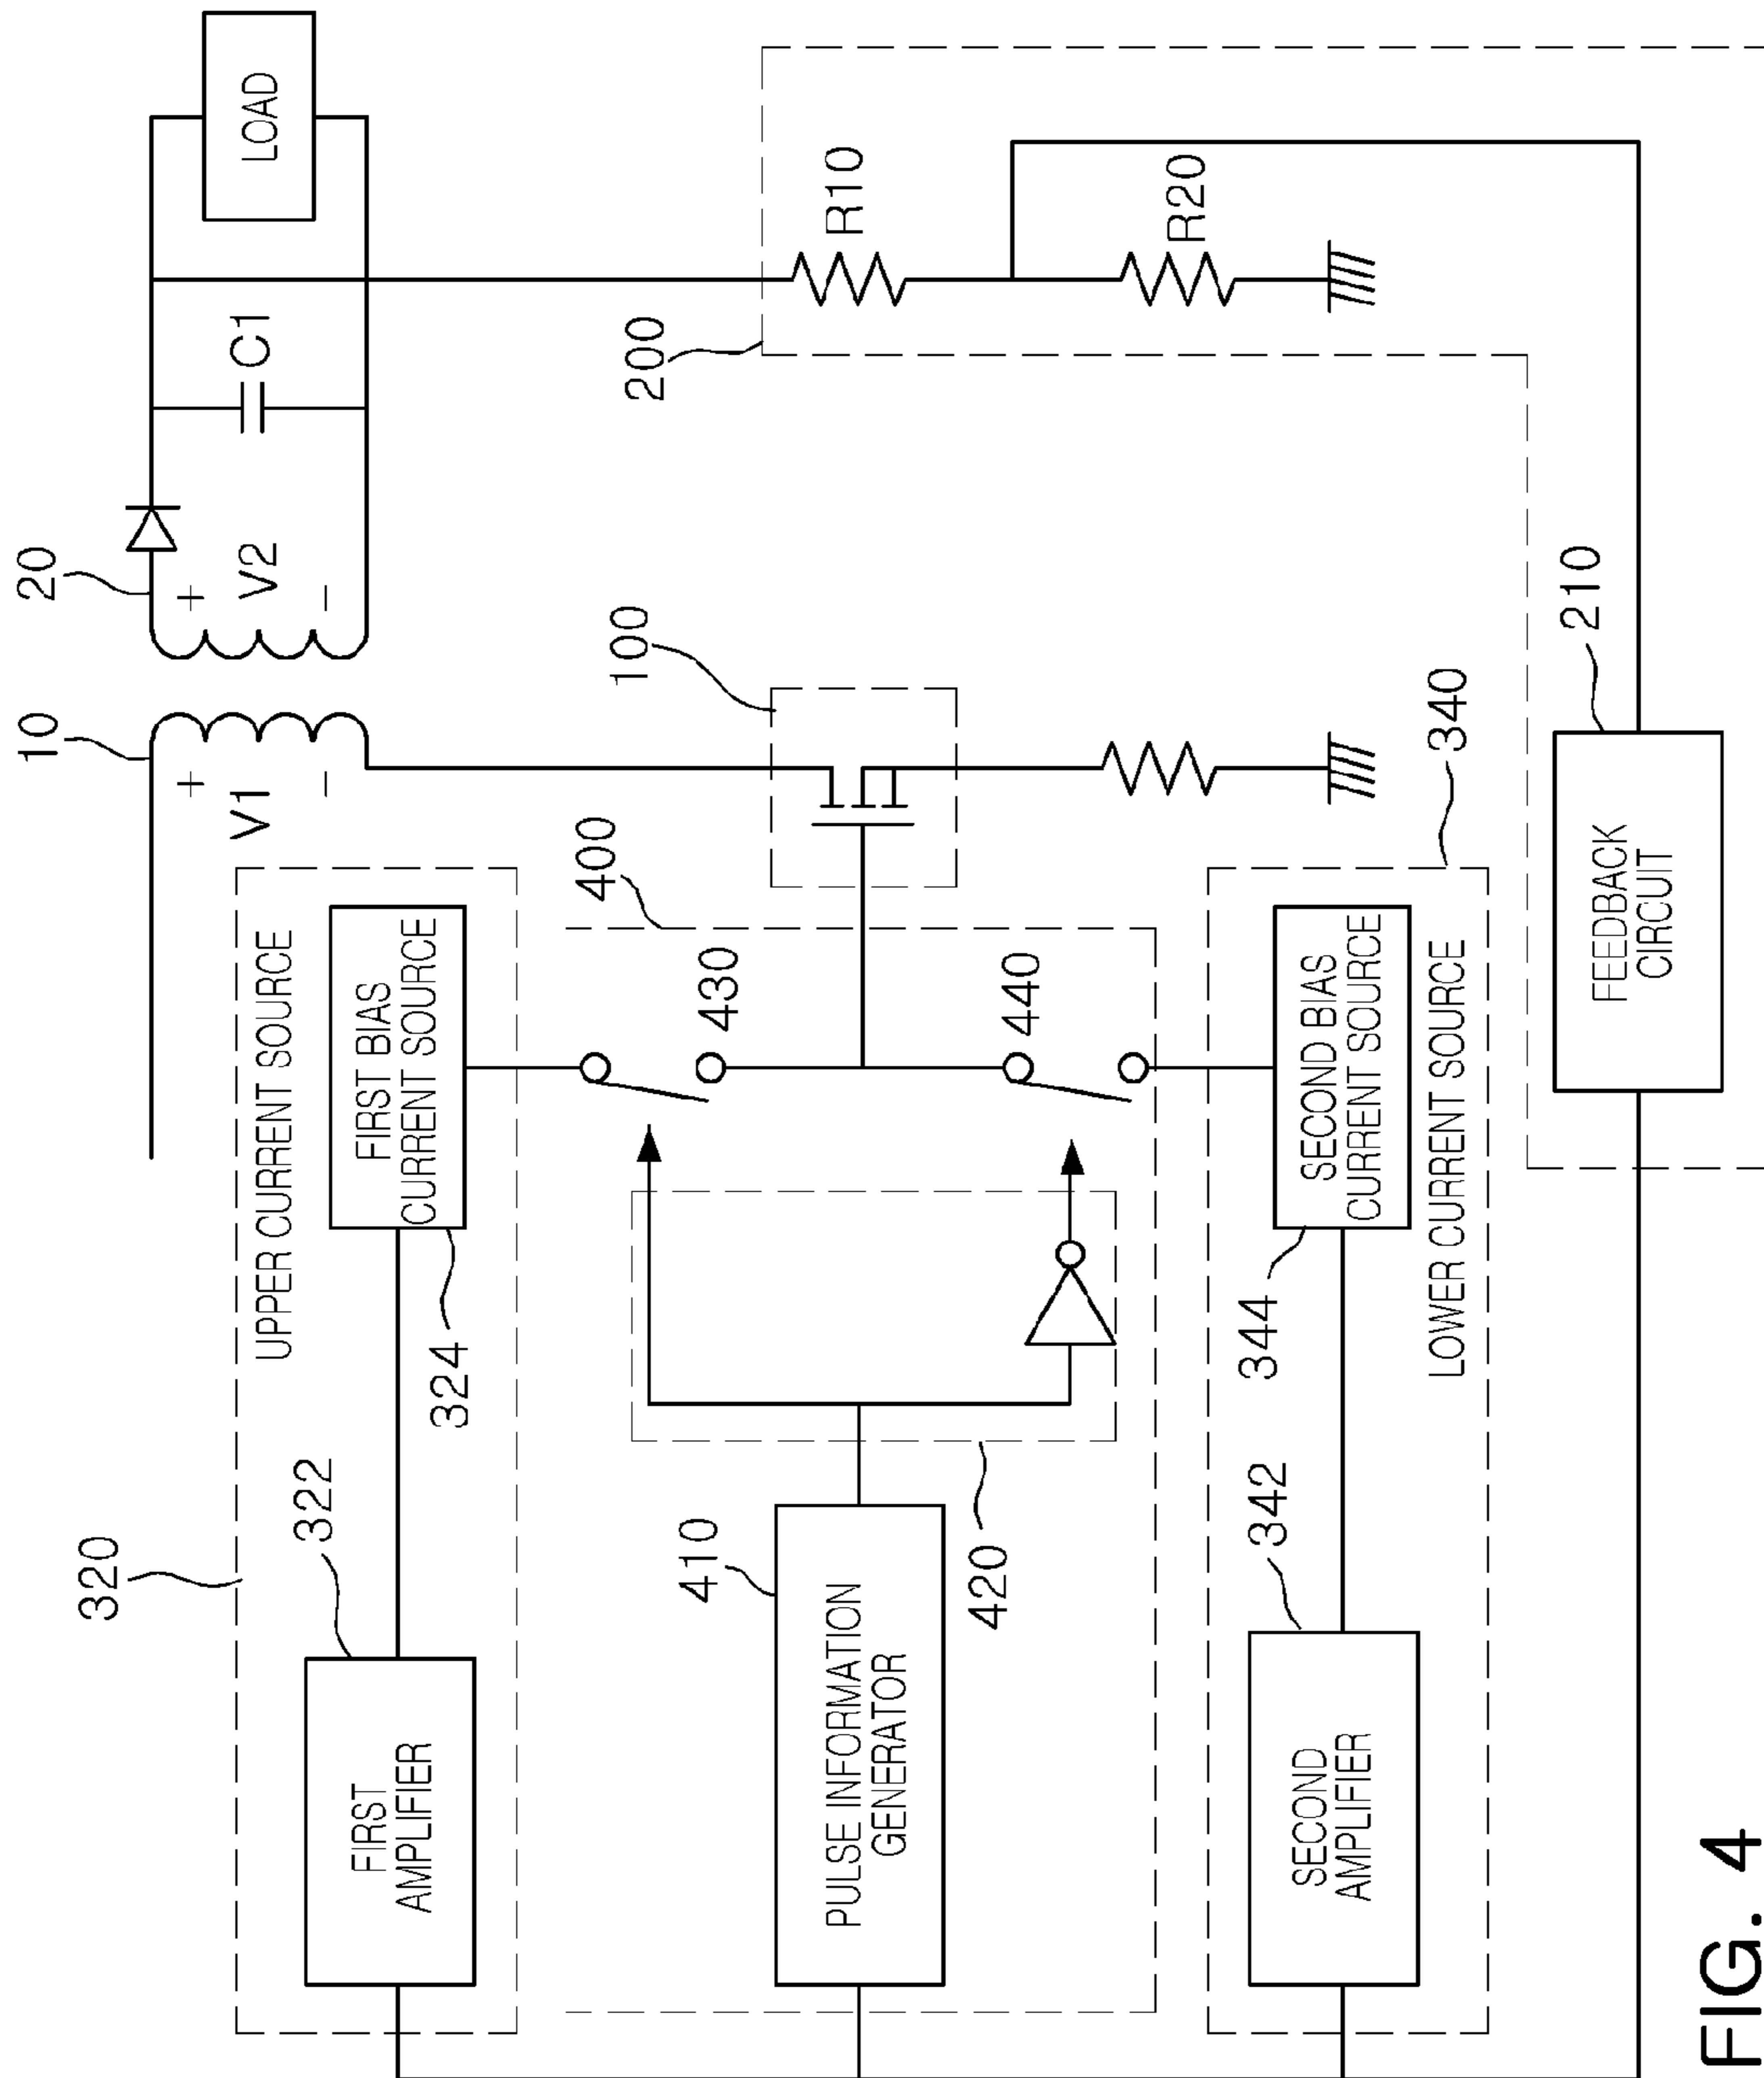 10
20
V1
+
-
V2
+
-
C1
LOAD
320
UPPER CURRENT SOURCE
322
FIRST
AMPLIFIER
324
FIRST BIAS
CURRENT SOURCE
400
100
200
R10
R20
430
440
410
PULSE INFORMATION
GENERATOR
420
342
SECOND
AMPLIFIER
344
SECOND BIAS
CURRENT SOURCE
340
LOWER CURRENT SOURCE
210
FEEDBACK
CIRCUIT
FIG. 4